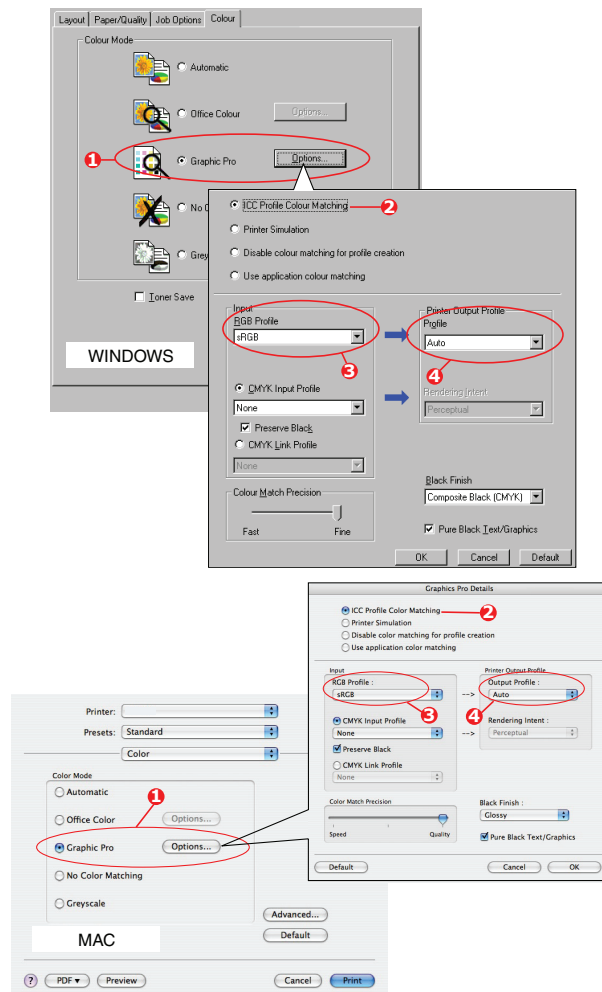 Layout Paper/Quality Job Options Colour
Colour Mode
Automatic
Office Colour Options...
1 Graphic Pro Options...
No C
Grey
Toner Save
WINDOWS
ICC Profile Colour Matching 2
Printer Simulation
Disable colour matching for profile creation
Use application colour matching
Input Printer Output Profile
RGB Profile Profile
sRGB Auto
3 4
CMYK Input Profile Rendering Intent
None Perceptual
Preserve Black
CMYK Link Profile
None
Black Finish
Colour Match Precision Composite Black (CMYK)
Fast Fine Pure Black Text/Graphics
OK Cancel Default
Graphics Pro Details
ICC Profile Color Matching 2
Printer Simulation
Disable color matching for profile creation
Use application color matching
Input Printer Output Profile
RGB Profile : Output Profile :
sRGB --> Auto
3 4
CMYK Input Profile Rendering Intent :
None --> Perceptual
Preserve Black
CMYK Link Profile
None
Color Match Precision Black Finish :
Glossy
Speed Quality Pure Black Text/Graphics
Default Cancel OK
Printer:
Presets: Standard
Color
Color Mode
Automatic
1
Office Color Options...
Graphic Pro Options...
No Color Matching
Greyscale
Advanced...
MAC Default
? PDF ▾ Preview Cancel Print